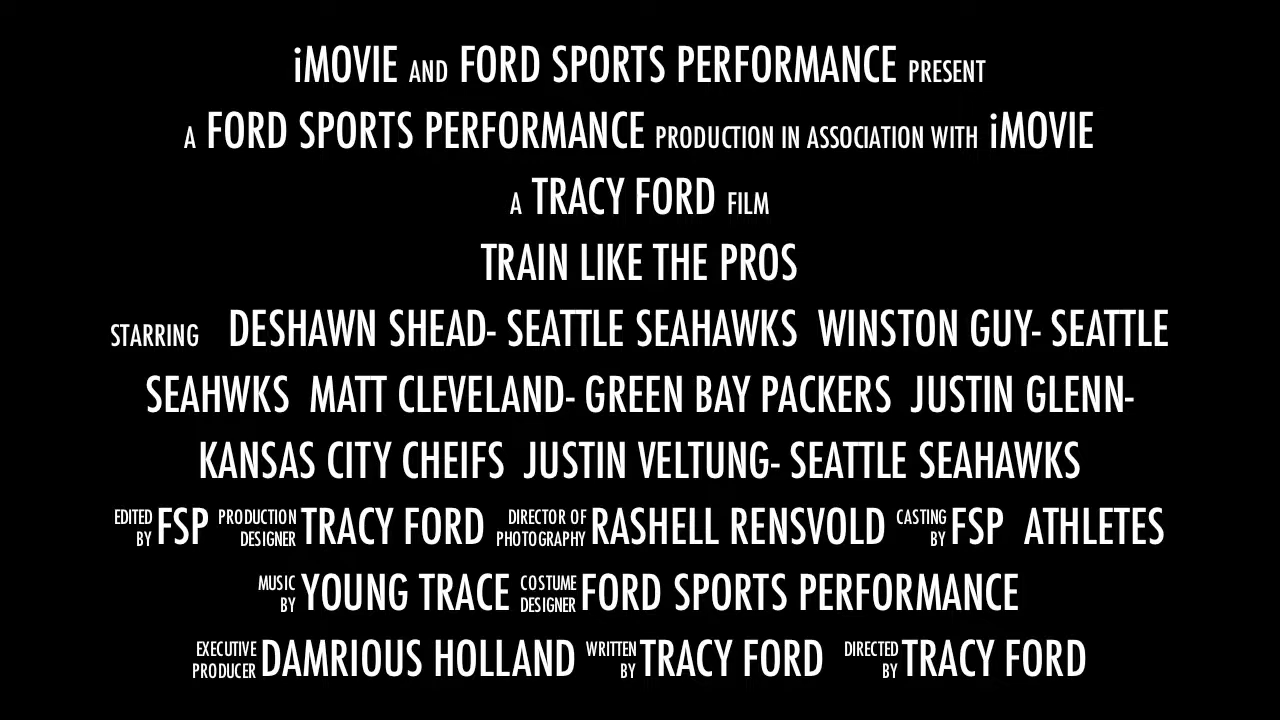 iMOVIE AND FORD SPORTS PERFORMANCE PRESENT
A FORD SPORTS PERFORMANCE PRODUCTION IN ASSOCIATION WITH iMOVIE
A TRACY FORD FILM
TRAIN LIKE THE PROS
STARRING DESHAWN SHEAD- SEATTLE SEAHAWKS WINSTON GUY- SEATTLE
SEAHWKS MATT CLEVELAND- GREEN BAY PACKERS JUSTIN GLENN-
KANSAS CITY CHEIFS JUSTIN VELTUNG- SEATTLE SEAHAWKS
EDITED BY FSP PRODUCTION DESIGNER TRACY FORD DIRECTOR OF PHOTOGRAPHY RASHELL RENSVOLD CASTING BY FSP ATHLETES
MUSIC BY YOUNG TRACE COSTUME DESIGNER FORD SPORTS PERFORMANCE
EXECUTIVE PRODUCER DAMRIOUS HOLLAND WRITTEN BY TRACY FORD DIRECTED BY TRACY FORD